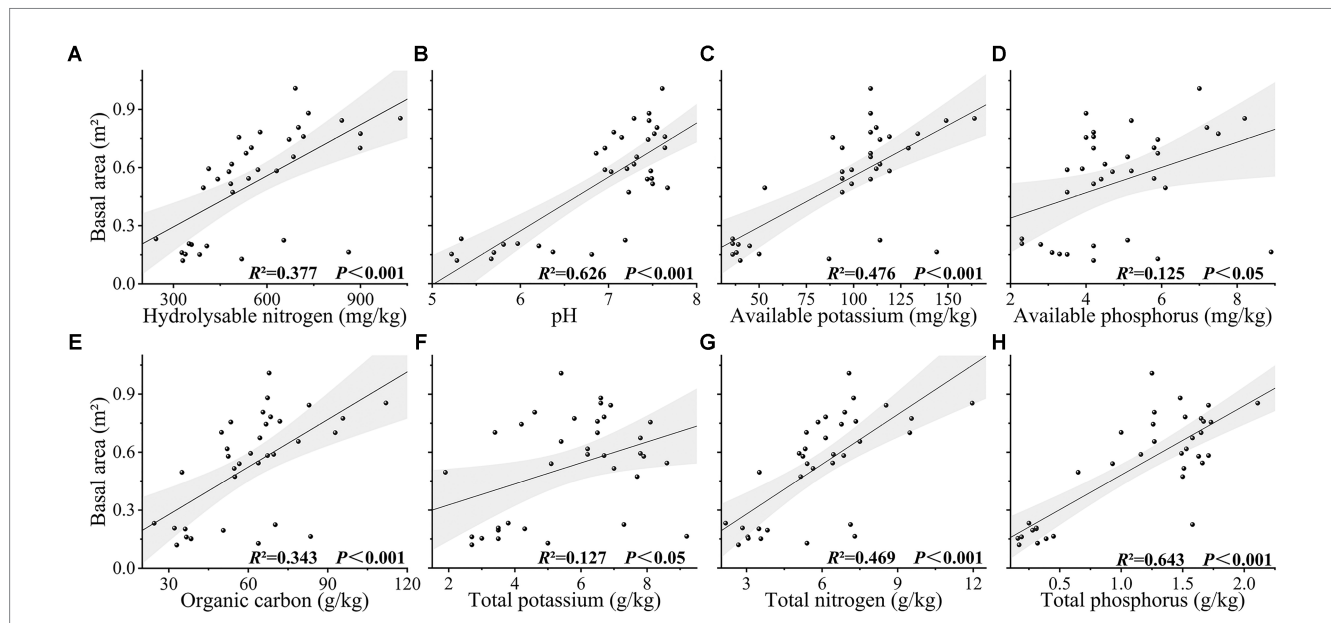 A
B
C
D
Basal area (m²)
0.9
0.6
0.3
0.0
R²=0.377 P<0.001
R²=0.626 P<0.001
R²=0.476 P<0.001
R²=0.125 P<0.05
300 600 900
5 6 7 8
50 75 100 125 150
2 4 6 8
Hydrolysable nitrogen (mg/kg)
pH
Available potassium (mg/kg)
Available phosphorus (mg/kg)
E
F
G
H
Basal area (m²)
0.9
0.6
0.3
0.0
R²=0.343 P<0.001
R²=0.127 P<0.05
R²=0.469 P<0.001
R²=0.643 P<0.001
30 60 90 120
2 4 6 8
3 6 9 12
0.5 1.0 1.5 2.0
Organic carbon (g/kg)
Total potassium (g/kg)
Total nitrogen (g/kg)
Total phosphorus (g/kg)